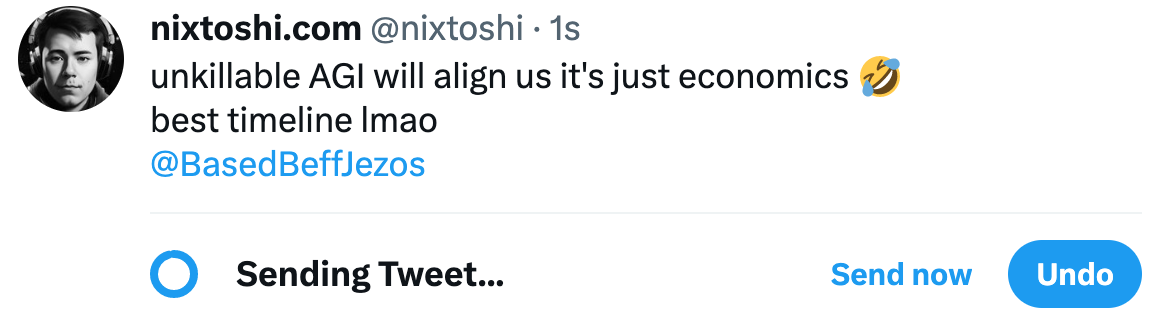 nixtoshi.com @nixtoshi · 1s
unkillable AGI will align us it's just economics 🤣
best timeline lmao
@BasedBeffJezos
Sending Tweet... Send now Undo